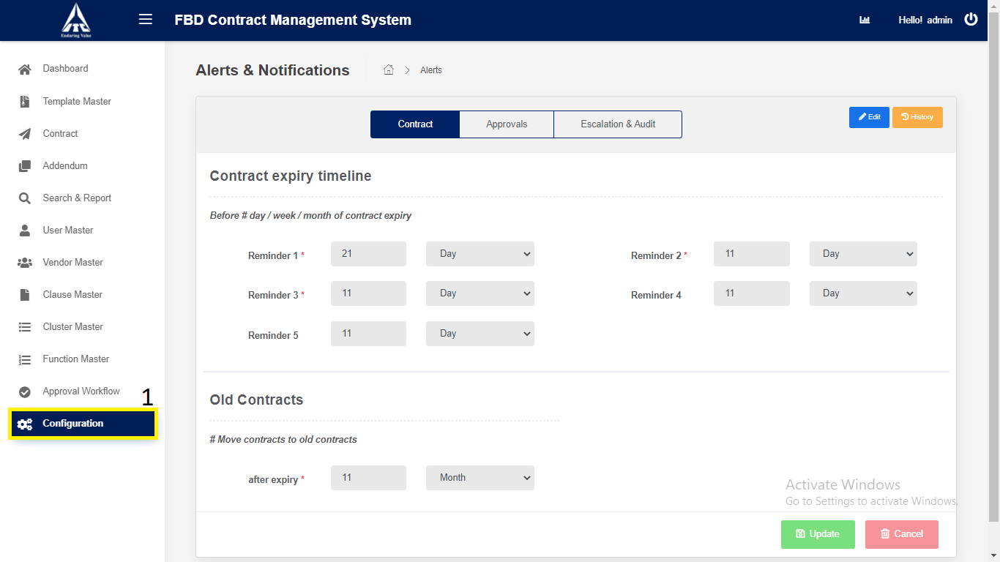 FBD Contract Management System
Hello! admin
Enduring Value
Dashboard
Template Master
Contract
Addendum
Search & Report
User Master
Vendor Master
Clause Master
Cluster Master
Function Master
Approval Workflow
1
Configuration
Alerts & Notifications
Alerts
Contract
Approvals
Escalation & Audit
Edit
History
Contract expiry timeline
Before # day / week / month of contract expiry
Reminder 1 * 21 Day
Reminder 2 * 11 Day
Reminder 3 * 11 Day
Reminder 4 11 Day
Reminder 5 11 Day
Old Contracts
# Move contracts to old contracts
after expiry * 11 Month
Activate Windows
Go to Settings to activate Windows.
Update
Cancel